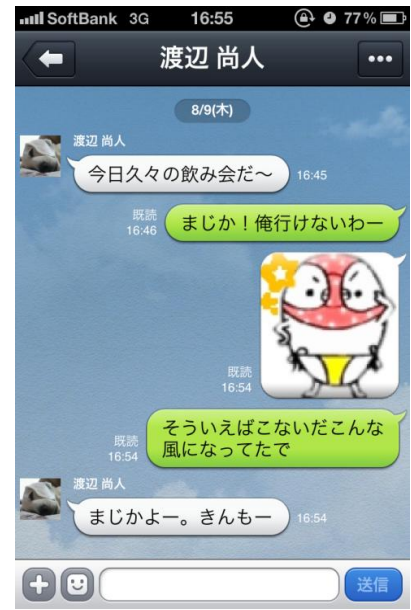 SoftBank 3G 16:55 77%
渡辺 尚人
8/9(木)
渡辺 尚人
今日久々の飲み会だ〜
16:45
既読
16:46
まじか！俺行けないわー
既読
16:54
そういえばこないだこんな
風になってたで
既読
16:54
渡辺 尚人
まじかよー。きんもー
16:54
送信